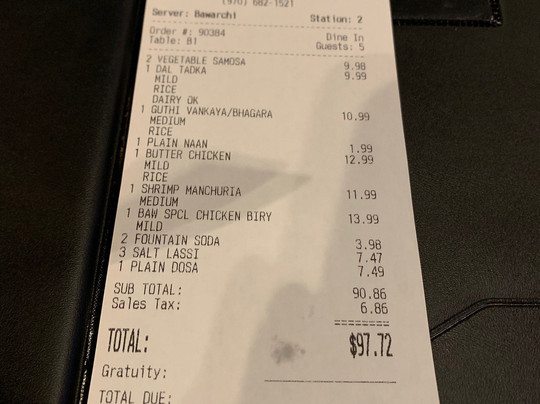 (970) 682-1521
Server: Bawarchi Station: 2
Order #: 90384 Dine In
Table: B1 Guests: 5
2 VEGETABLE SAMOSA 9.98
1 DAL TADKA 9.99
MILD
RICE
DAIRY OK
1 GUTHI VANKAYA/BHAGARA 10.99
MEDIUM
RICE
1 PLAIN NAAN 1.99
1 BUTTER CHICKEN 12.99
MILD
RICE
1 SHRIMP MANCHURIA 11.99
MEDIUM
1 BAW SPCL CHICKEN BIRY 13.99
MILD
2 FOUNTAIN SODA 3.98
3 SALT LASSI 7.47
1 PLAIN DOSA 7.49
SUB TOTAL: 90.86
Sales Tax: 6.86
TOTAL: $97.72
Gratuity:
TOTAL DUE: